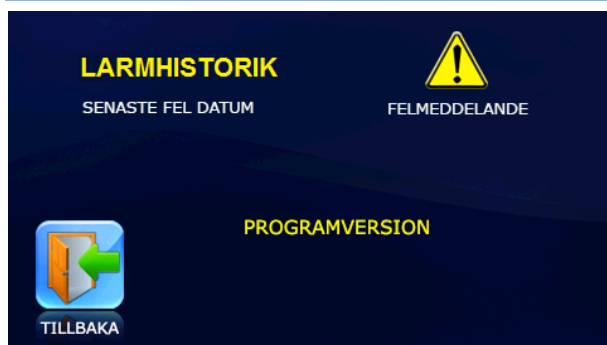 LARMHISTORIK
SENASTE FEL DATUM
FELMEDDELANDE
PROGRAMVERSION
TILLBAKA